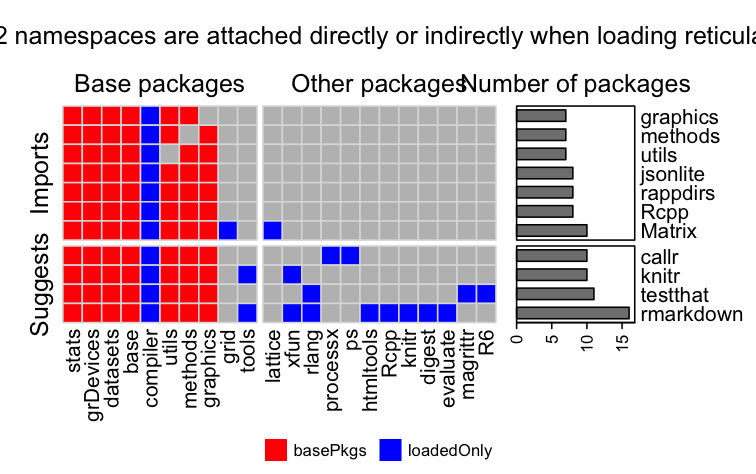 2 namespaces are attached directly or indirectly when loading reticula
Base packages
Other packages
Number of packages
Imports
graphics
methods
utils
jsonlite
rappdirs
Rcpp
Matrix
Suggests
callr
knitr
testthat
rmarkdown
stats
grDevices
datasets
base
compiler
utils
methods
graphics
grid
tools
lattice
xfun
rlang
processx
ps
htmltools
Rcpp
knitr
digest
evaluate
magrittr
R6
0
5
10
15
basePkgs
loadedOnly